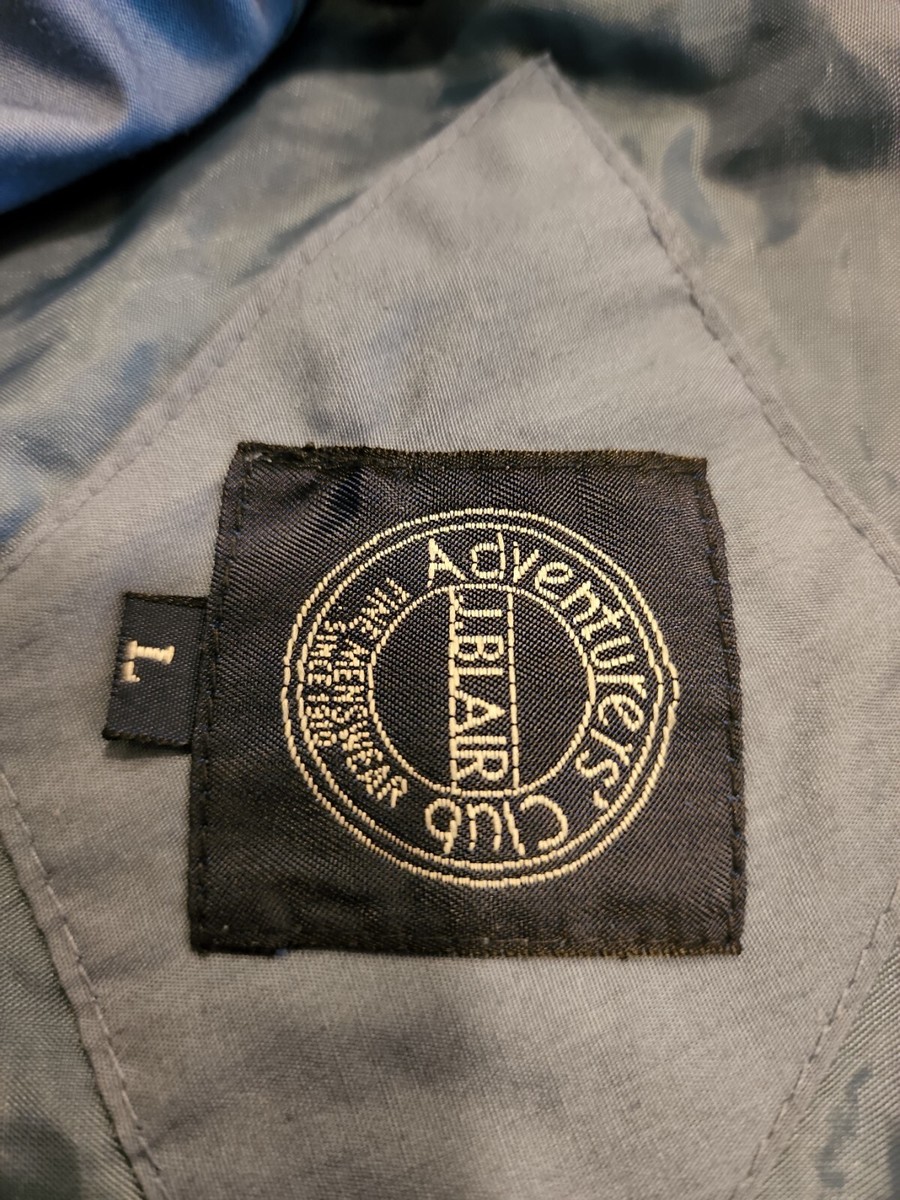 Adventurers' Club
J.BLAIR
FINE MENSWEAR
SINCE 1910
L